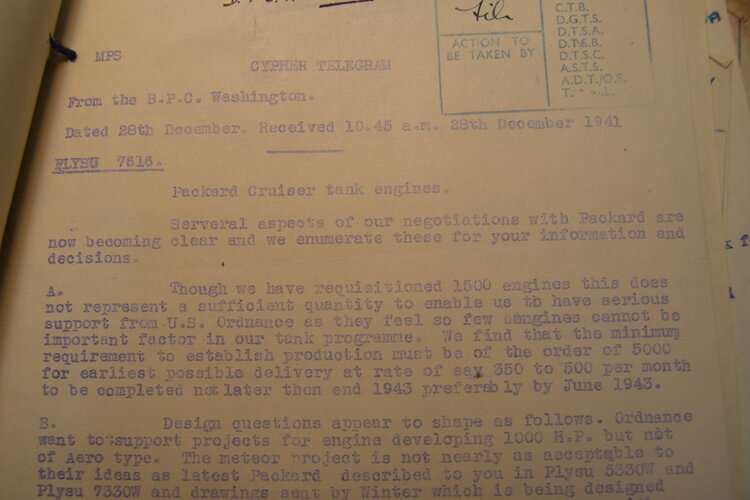 MPS
CYPHER TELEGRAM
ACTION TO
BE TAKEN BY
C.T.B.
D.G.T.S.
D.T.S.A.
D.T.S.B.
D.T.S.C.
A.S.T.S.
A.D.T./O.S.
From the B.P.C. Washington.
Dated 28th December. Received 10.45 a.m. 28th December 1941
PLYSU 7616.
Packard Cruiser tank engines.
Serveral aspects of our negotiations with Packard are
now becoming clear and we enumerate these for your information and
decisions.
A. Though we have requisitioned 1500 engines this does
not represent a sufficient quantity to enable us to have serious
support from U.S. Ordnance as they feel so few engines cannot be
important factor in our tank programme. We find that the minimum
requirement to establish production must be of the order of 5000
for earliest possible delivery at rate of say 350 to 500 per month
to be completed not later then end 1943 preferably by June 1943.
B. Design questions appear to shape as follows. Ordnance
want to support projects for engine developing 1000 H.P. but not
of Aero type. The meteor project is not nearly as acceptable to
their ideas as latest Packard described to you in Plysu 5330W and
Plysu 7330W and drawings sent by Winter which is being designed